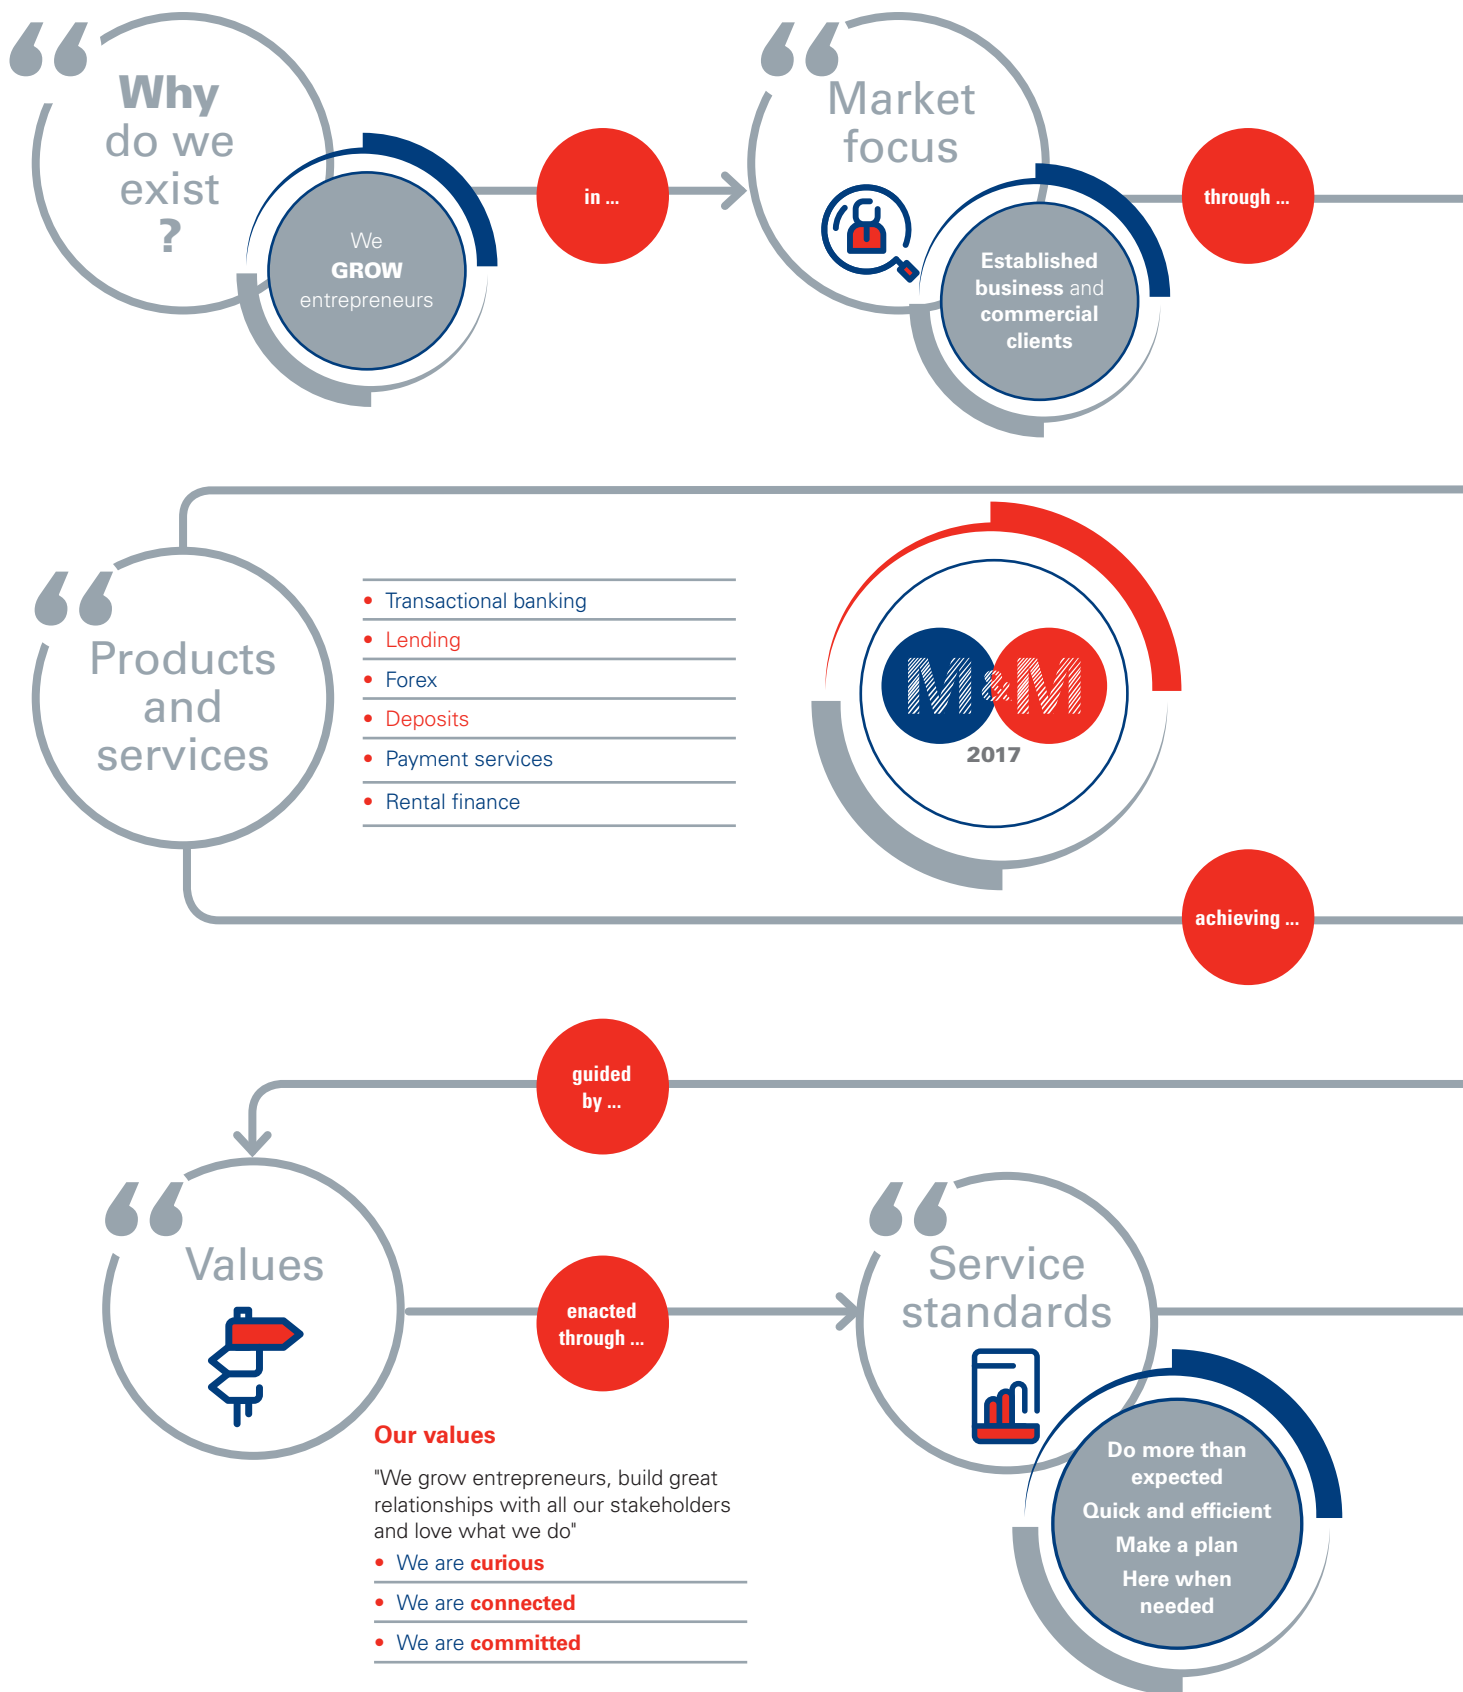 Why
do we
exist
?
We
GROW
entrepreneurs
in ...
Market
focus
Established
business and
commercial
clients
through ...
Products
and
services
• Transactional banking
• Lending
• Forex
• Deposits
• Payment services
• Rental finance
M&M
2017
achieving ...
guided
by ...
Values
enacted
through ...
Our values
"We grow entrepreneurs, build great
relationships with all our stakeholders
and love what we do"
• We are curious
• We are connected
• We are committed
Service
standards
Do more than
expected
Quick and efficient
Make a plan
Here when
needed